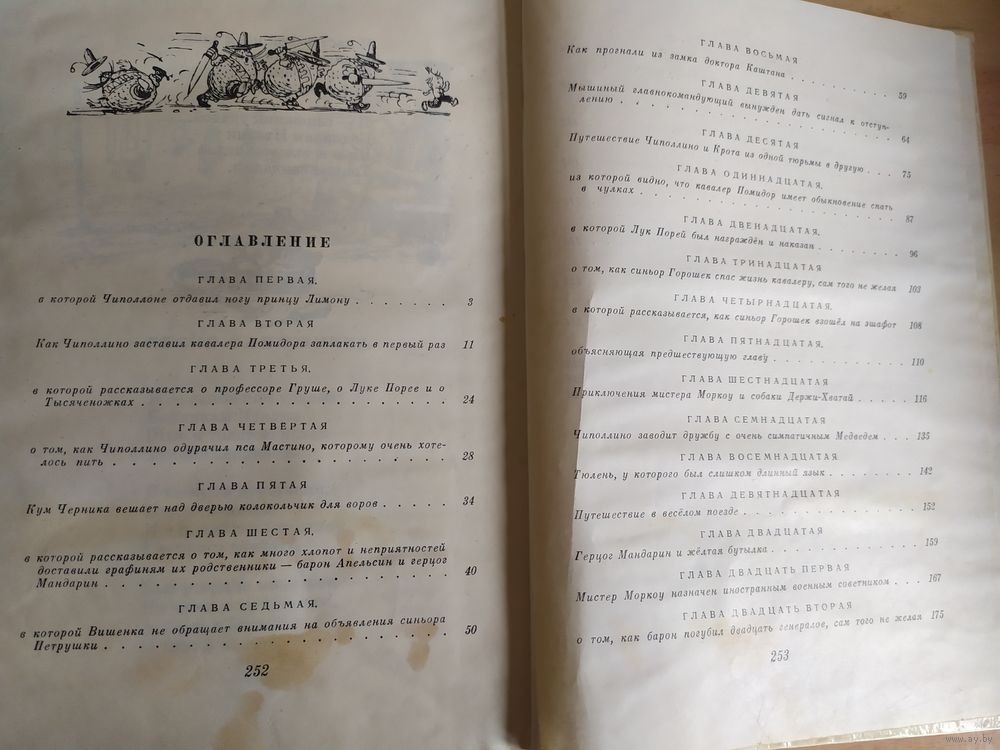 ОГЛАВЛЕНИЕ
ГЛАВА ПЕРВАЯ,
в которой Чиполлоне отдавил ногу принцу Лимону . . . . . . . 3
ГЛАВА ВТОРАЯ
Как Чиполлино заставил кавалера Помидора заплакать в первый раз 11
ГЛАВА ТРЕТЬЯ,
в которой рассказывается о профессоре Груше, о Луке Порее и о
Тысяченожках . . . . . . . . . . . . . . . . . . . . 24
ГЛАВА ЧЕТВЁРТАЯ
о том, как Чиполлино одурачил пса Мастино, которому очень хоте-
лось пить . . . . . . . . . . . . . . . . . . . . 28
ГЛАВА ПЯТАЯ
Кум Черника вешает над дверью колокольчик для воров . . . . . 34
ГЛАВА ШЕСТАЯ,
в которой рассказывается о том, как много хлопот и неприятностей
доставили графиням их родственники — барон Апельсин и герцог
Мандарин . . . . . . . . . . . . . . . . . . . . 40
ГЛАВА СЕДЬМАЯ,
в которой Вишенка не обращает внимания на объявления синьора
Петрушки . . . . . . . . . . . . . . . . . . . . 50
252
ГЛАВА ВОСЬМАЯ
Как прогнали из замка доктора Каштана . . . . . . . . . 59
ГЛАВА ДЕВЯТАЯ
Мышиный главнокомандующий вынужден дать сигнал к отступ-
лению . . . . . . . . . . . . . . . . . . . . 64
ГЛАВА ДЕСЯТАЯ
Путешествие Чиполлино и Крота из одной тюрьмы в другую . . . 75
ГЛАВА ОДИННАДЦАТАЯ,
из которой видно, что кавалер Помидор имеет обыкновение спать
в чулках . . . . . . . . . . . . . . . . . . . . 87
ГЛАВА ДВЕНАДЦАТАЯ,
в которой Лук Порей был награждён и наказан . . . . . . . 96
ГЛАВА ТРИНАДЦАТАЯ
о том, как синьор Горошек спас жизнь кавалеру, сам того не желая 103
ГЛАВА ЧЕТЫРНАДЦАТАЯ,
в которой рассказывается, как синьор Горошек взошёл на эшафот 108
ГЛАВА ПЯТНАДЦАТАЯ,
объясняющая предшествующую главу . . . . . . . . . . 110
ГЛАВА ШЕСТНАДЦАТАЯ
Приключения мистера Моркоу и собаки Держи-Хватай . . . . . 116
ГЛАВА СЕМНАДЦАТАЯ
Чиполлино заводит дружбу с очень симпатичным Медведем . . . 135
ГЛАВА ВОСЕМНАДЦАТАЯ
Тюлень, у которого был слишком длинный язык . . . . . . . 142
ГЛАВА ДЕВЯТНАДЦАТАЯ
Путешествие в весёлом поезде . . . . . . . . . . . . . 152
ГЛАВА ДВАДЦАТАЯ
Герцог Мандарин и жёлтая бутылка . . . . . . . . . . . 159
ГЛАВА ДВАДЦАТЬ ПЕРВАЯ
Мистер Моркоу назначен иностранным военным советником . . . 167
ГЛАВА ДВАДЦАТЬ ВТОРАЯ
о том, как барон погубил двадцать генералов, сам того не желая 175
253
www.ay.by